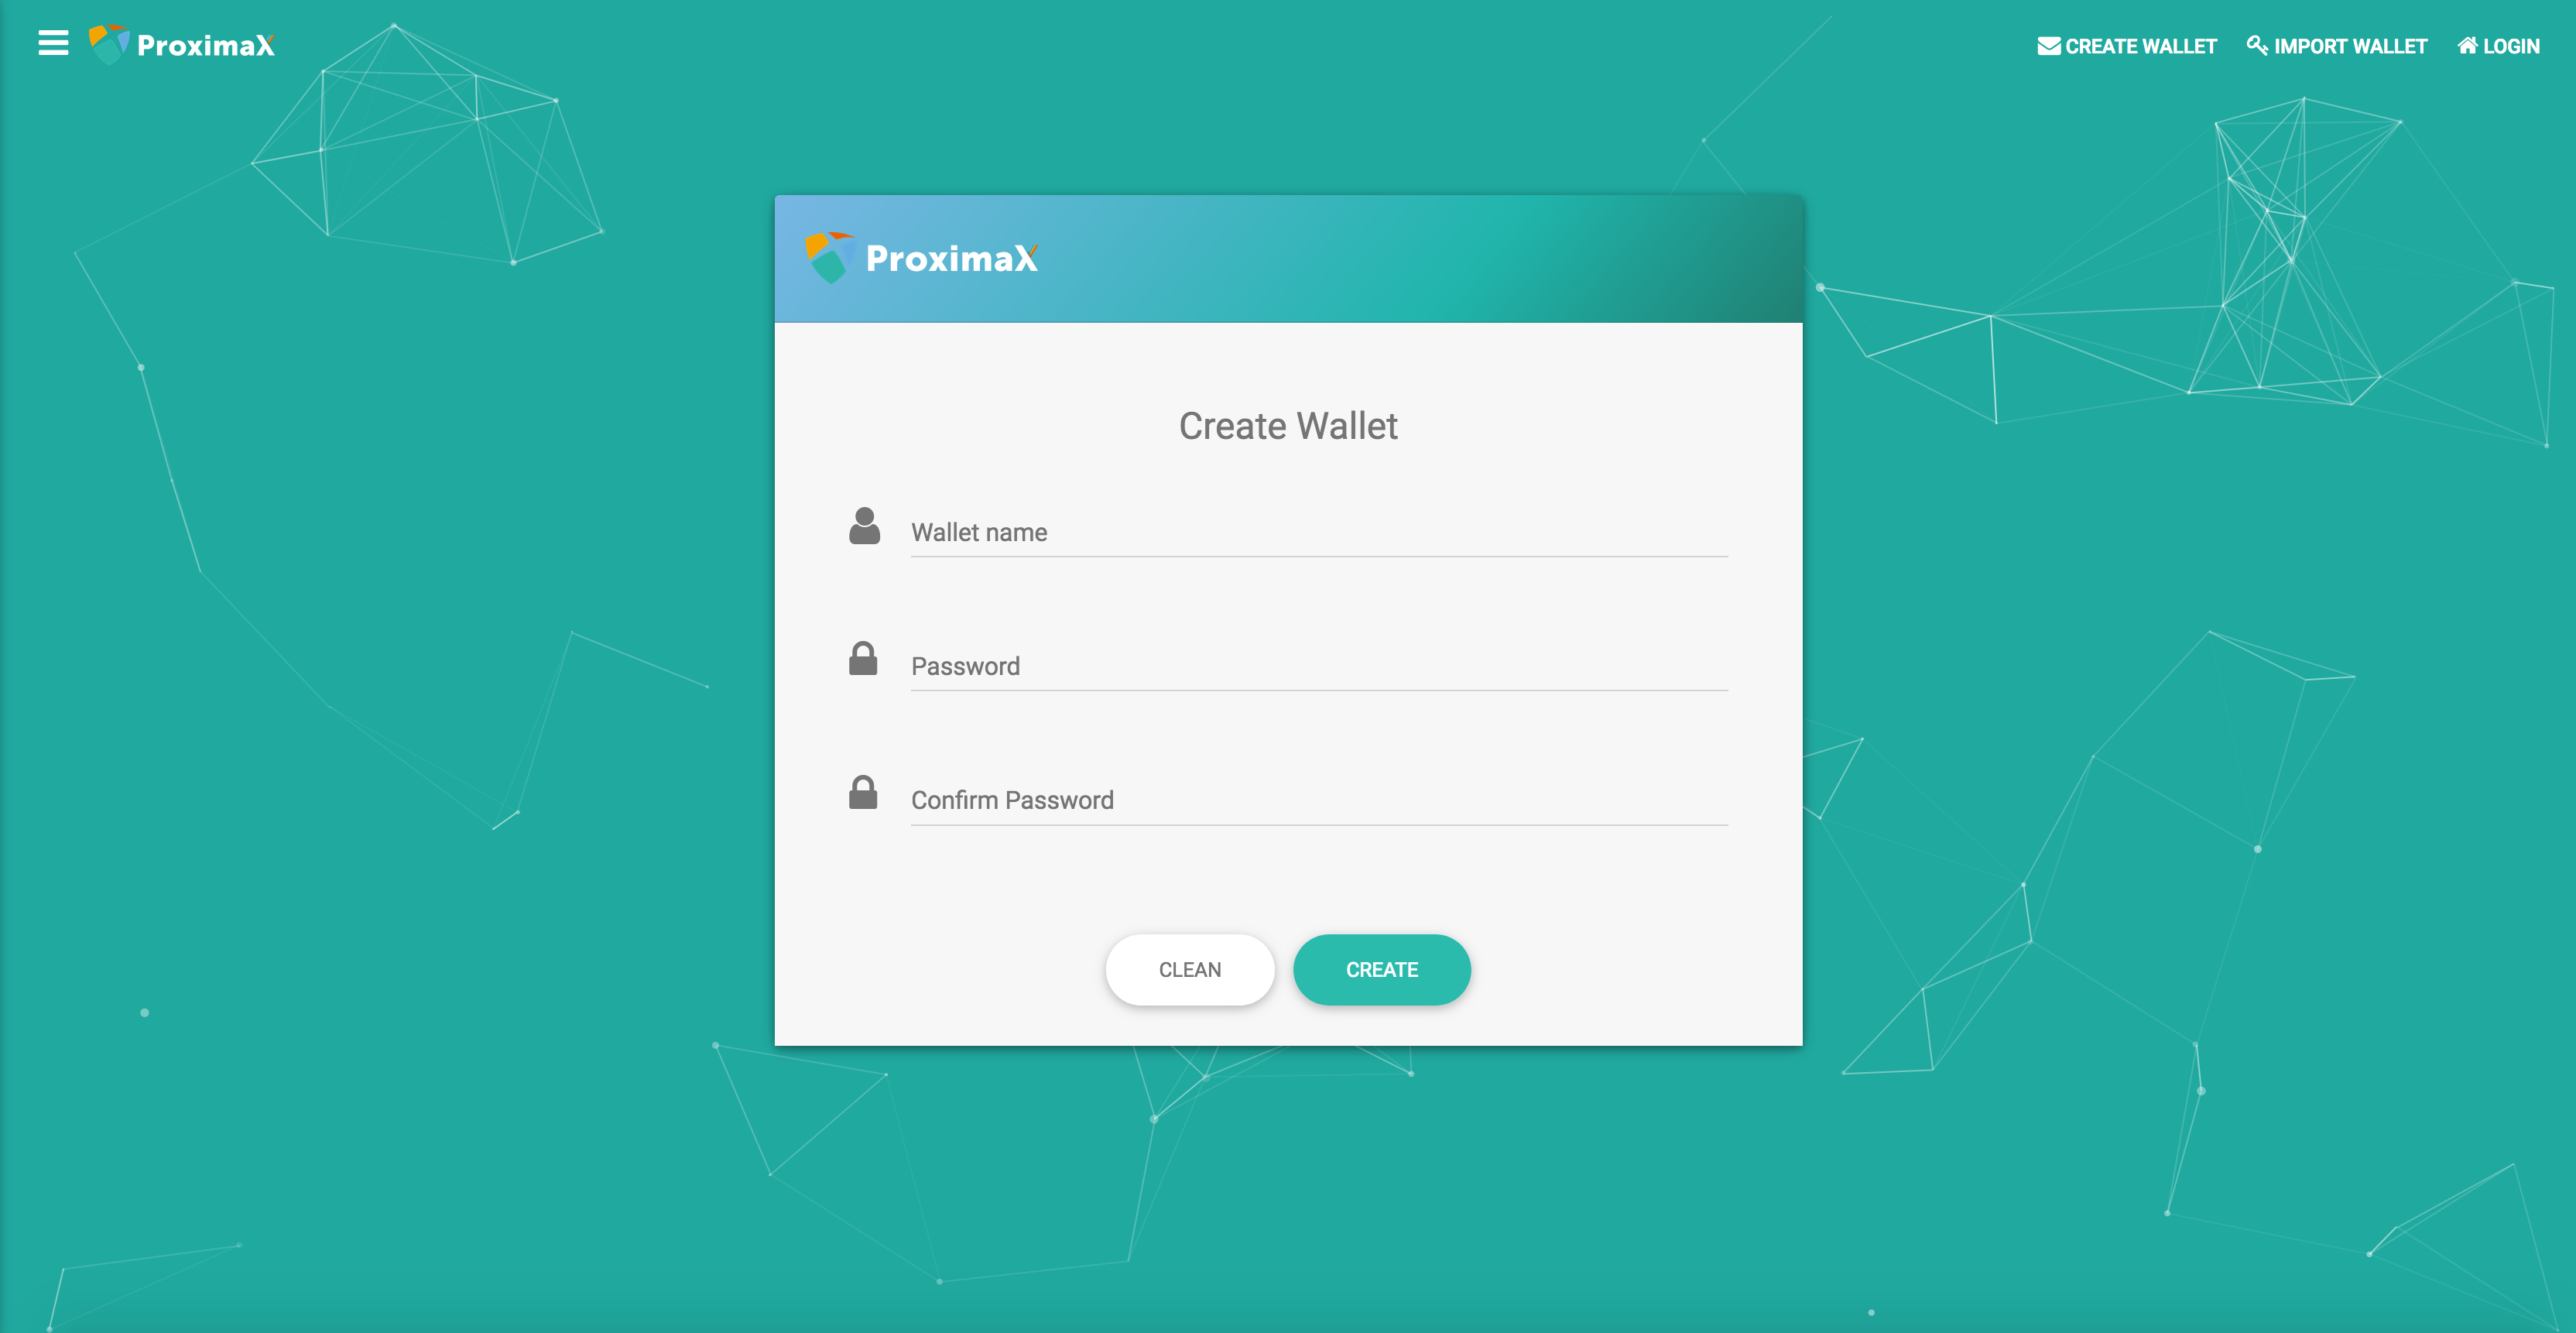 ProximaX
CREATE WALLET
IMPORT WALLET
LOGIN
ProximaX
Create Wallet
Wallet name
Password
Confirm Password
CLEAN
CREATE